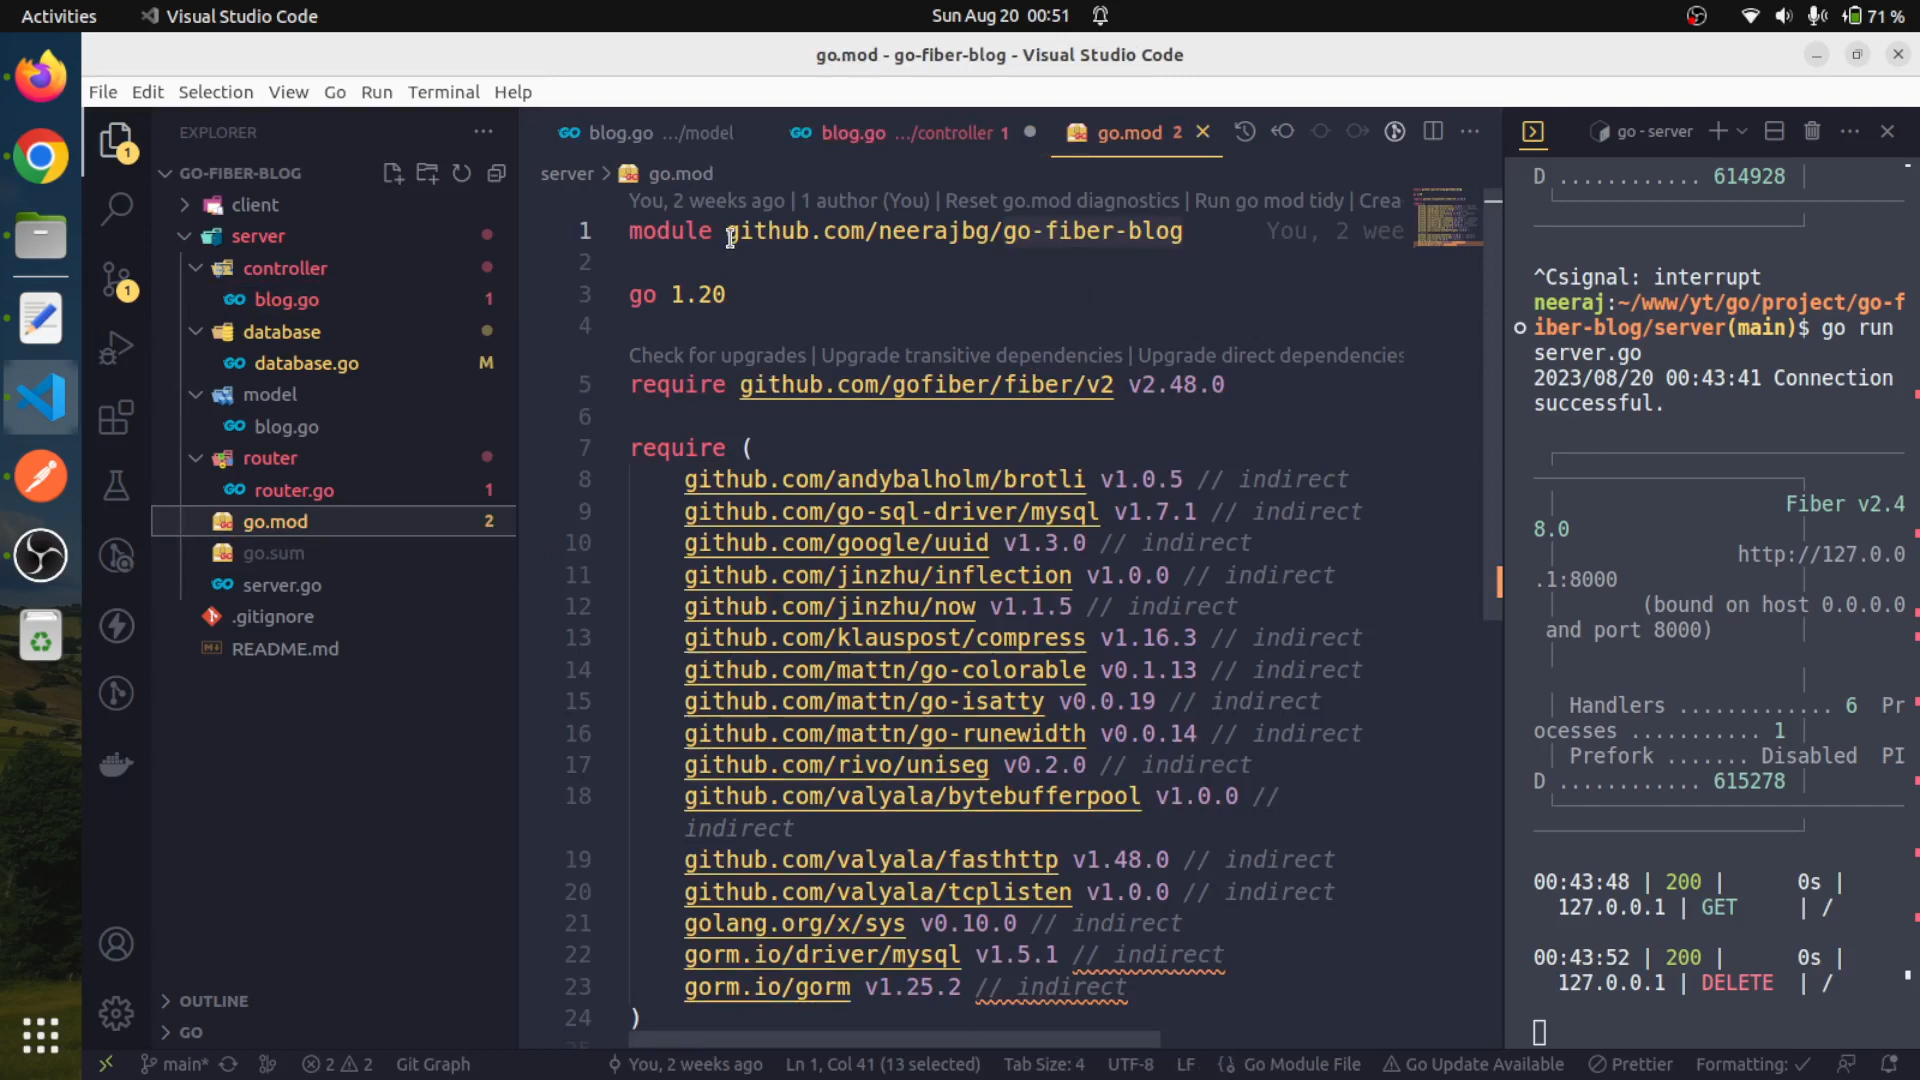 Activities
Visual Studio Code
Sun Aug 20 00:51
71 %
go.mod - go-fiber-blog - Visual Studio Code
File Edit Selection View Go Run Terminal Help
EXPLORER
GO-FIBER-BLOG
client
server
controller
blog.go 1
database
database.go M
model
blog.go
router
router.go 1
go.mod 2
go.sum
server.go
.gitignore
README.md
OUTLINE
GO
1
1
blog.go .../model
blog.go .../controller 1
go.mod 2
server > go.mod
You, 2 weeks ago | 1 author (You) | Reset go.mod diagnostics | Run go mod tidy | Crea
1 module github.com/neerajbg/go-fiber-blog You, 2 wee
2
3 go 1.20
4
Check for upgrades | Upgrade transitive dependencies | Upgrade direct dependencies
5 require github.com/gofiber/fiber/v2 v2.48.0
6
7 require (
8 github.com/andybalholm/brotli v1.0.5 // indirect
9 github.com/go-sql-driver/mysql v1.7.1 // indirect
10 github.com/google/uuid v1.3.0 // indirect
11 github.com/jinzhu/inflection v1.0.0 // indirect
12 github.com/jinzhu/now v1.1.5 // indirect
13 github.com/klauspost/compress v1.16.3 // indirect
14 github.com/mattn/go-colorable v0.1.13 // indirect
15 github.com/mattn/go-isatty v0.0.19 // indirect
16 github.com/mattn/go-runewidth v0.0.14 // indirect
17 github.com/rivo/uniseg v0.2.0 // indirect
18 github.com/valyala/bytebufferpool v1.0.0 //
indirect
19 github.com/valyala/fasthttp v1.48.0 // indirect
20 github.com/valyala/tcplisten v1.0.0 // indirect
21 golang.org/x/sys v0.10.0 // indirect
22 gorm.io/driver/mysql v1.5.1 // indirect
23 gorm.io/gorm v1.25.2 // indirect
24 )
go - server
D ............ 614928
^Csignal: interrupt
neeraj:~/www/yt/go/project/go-f
iber-blog/server(main)$ go run
server.go
2023/08/20 00:43:41 Connection
successful.
Fiber v2.4
8.0
http://127.0.0
.1:8000
(bound on host 0.0.0.0
and port 8000)
Handlers ............. 6 Pr
ocesses ........... 1
Prefork ....... Disabled PI
D ............ 615278
00:43:48 | 200 | 0s |
127.0.0.1 | GET | /
00:43:52 | 200 | 0s |
127.0.0.1 | DELETE | /
main* 2 2 Git Graph You, 2 weeks ago Ln 1, Col 41 (13 selected) Tab Size: 4 UTF-8 LF Go Module File Go Update Available Prettier Formatting: ✓